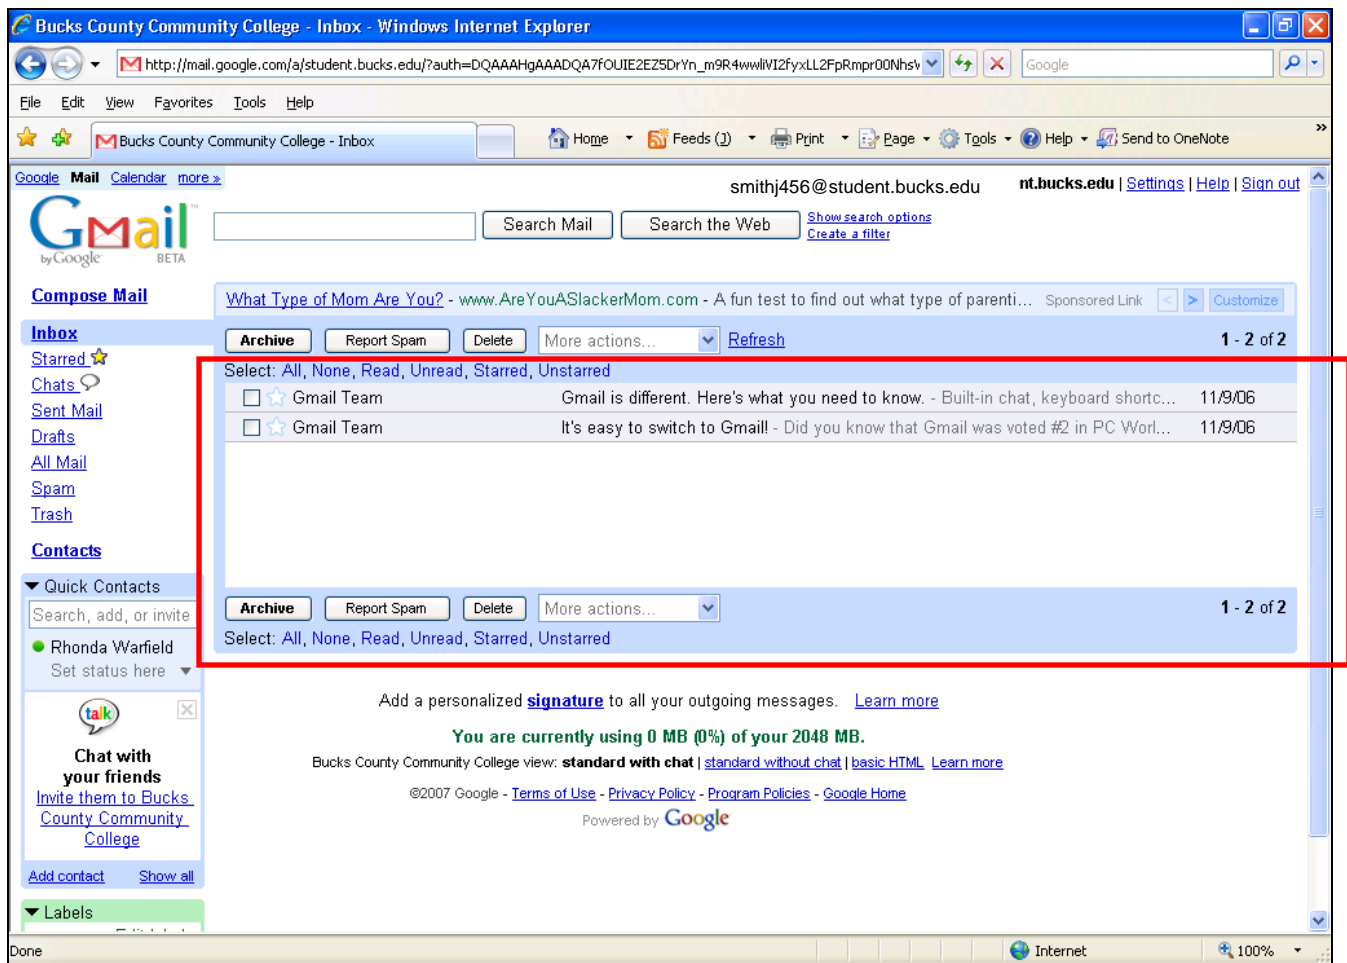 Bucks County Community College - Inbox - Windows Internet Explorer
http://mail.google.com/a/student.bucks.edu/?auth=DQAAAHgAAADQA7fOUIE2EZ5DrYn_m9R4wwliVI2fyxLL2FpRmpr00Nhsv
Google
File Edit View Favorites Tools Help
Bucks County Community College - Inbox
Home Feeds (J) Print Page Tools Help Send to OneNote »
Google Mail Calendar more »
smithj456@student.bucks.edu nt.bucks.edu | Settings | Help | Sign out
Gmail™
by Google BETA
Search Mail Search the Web Show search options
Create a filter
Compose Mail
What Type of Mom Are You? - www.AreYouASlackerMom.com - A fun test to find out what type of parenti... Sponsored Link < > Customize
Inbox
Starred
Chats
Sent Mail
Drafts
All Mail
Spam
Trash
Contacts
Archive Report Spam Delete More actions... Refresh 1 - 2 of 2
Select: All, None, Read, Unread, Starred, Unstarred
Gmail Team Gmail is different. Here's what you need to know. - Built-in chat, keyboard shortc... 11/9/06
Gmail Team It's easy to switch to Gmail! - Did you know that Gmail was voted #2 in PC Worl... 11/9/06
Archive Report Spam Delete More actions... 1 - 2 of 2
Select: All, None, Read, Unread, Starred, Unstarred
Quick Contacts
Search, add, or invite
Rhonda Warfield
Set status here
talk
Chat with
your friends
Invite them to Bucks
County Community
College
Add contact Show all
Labels
Add a personalized signature to all your outgoing messages. Learn more
You are currently using 0 MB (0%) of your 2048 MB.
Bucks County Community College view: standard with chat | standard without chat | basic HTML Learn more
©2007 Google - Terms of Use - Privacy Policy - Program Policies - Google Home
Powered by Google
Done Internet 100%